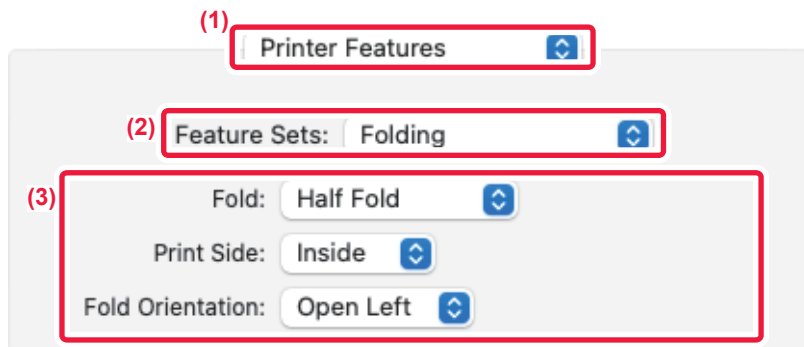 (1)
Printer Features
(2)
Feature Sets: Folding
(3)
Fold: Half Fold
Print Side: Inside
Fold Orientation: Open Left